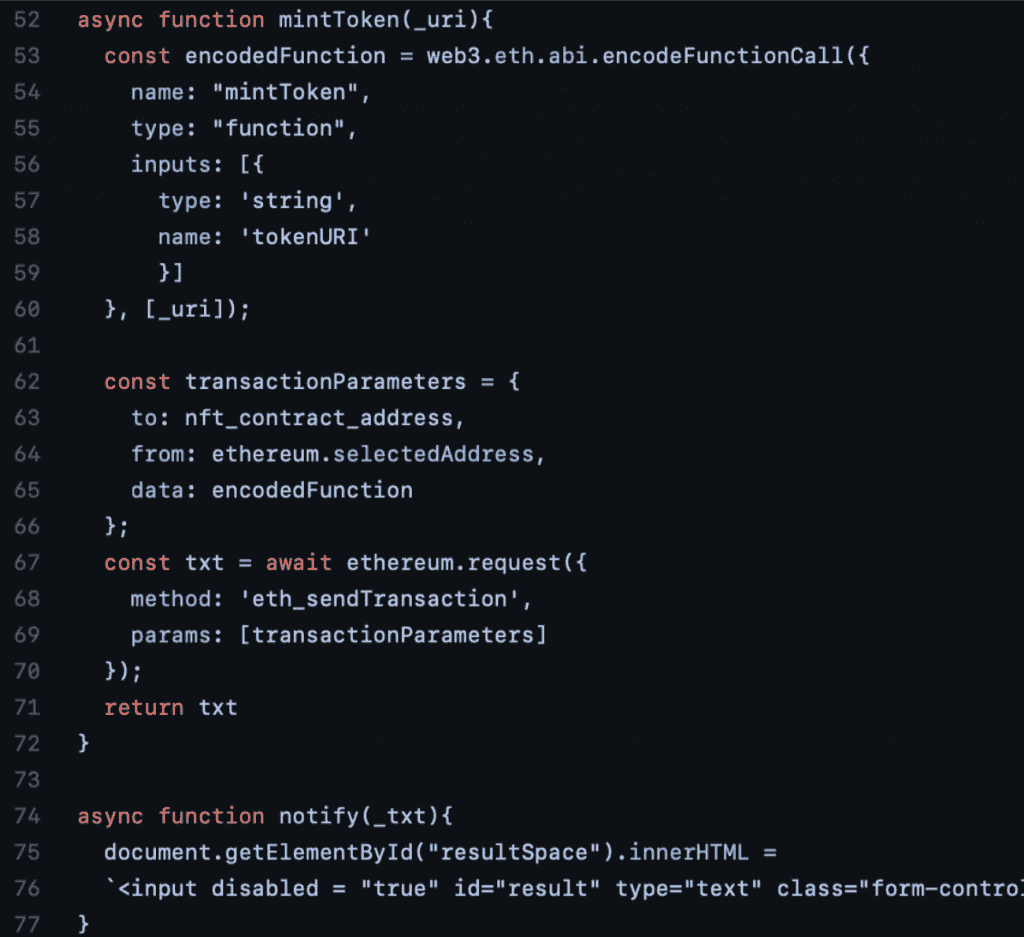 52 async function mintToken(_uri){
53 const encodedFunction = web3.eth.abi.encodeFunctionCall({
54 name: "mintToken",
55 type: "function",
56 inputs: [{
57 type: 'string',
58 name: 'tokenURI'
59 }]
60 }, [_uri]);
61
62 const transactionParameters = {
63 to: nft_contract_address,
64 from: ethereum.selectedAddress,
65 data: encodedFunction
66 };
67 const txt = await ethereum.request({
68 method: 'eth_sendTransaction',
69 params: [transactionParameters]
70 });
71 return txt
72 }
73
74 async function notify(_txt){
75 document.getElementById("resultSpace").innerHTML =
76 `<input disabled = "true" id="result" type="text" class="form-control
77 }